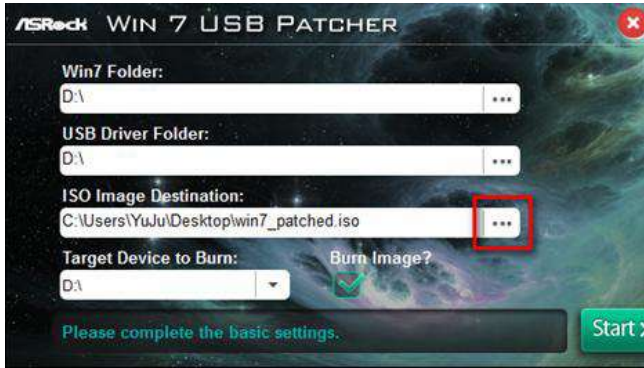 ASRock WIN 7 USB PATCHER
Win7 Folder:
D:\
USB Driver Folder:
D:\
ISO Image Destination:
C:\Users\YuJu\Desktop\win7_patched.iso
Target Device to Burn: Burn Image?
D:\
Please complete the basic settings.
Start